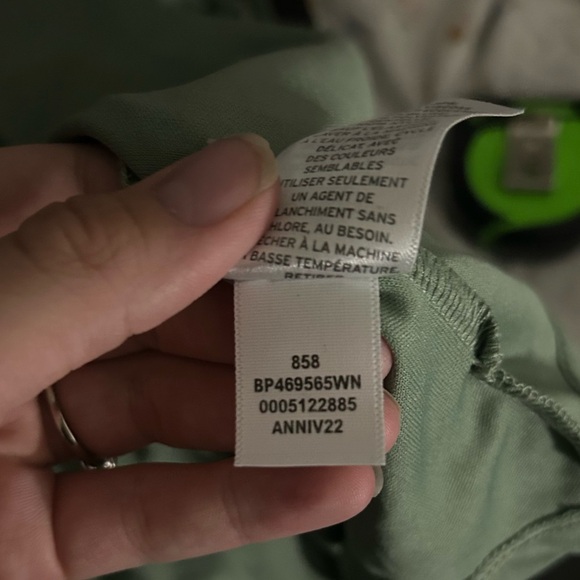 DÉLICAT, AVEC
DES COULEURS
SEMBLABLES
UTILISER SEULEMENT
UN AGENT DE
LANCHIMENT SANS
HLORE, AU BESOIN.
ÉCHER À LA MACHINE
BASSE TEMPÉRATURE.
858
BP469565WN
0005122885
ANNIV22